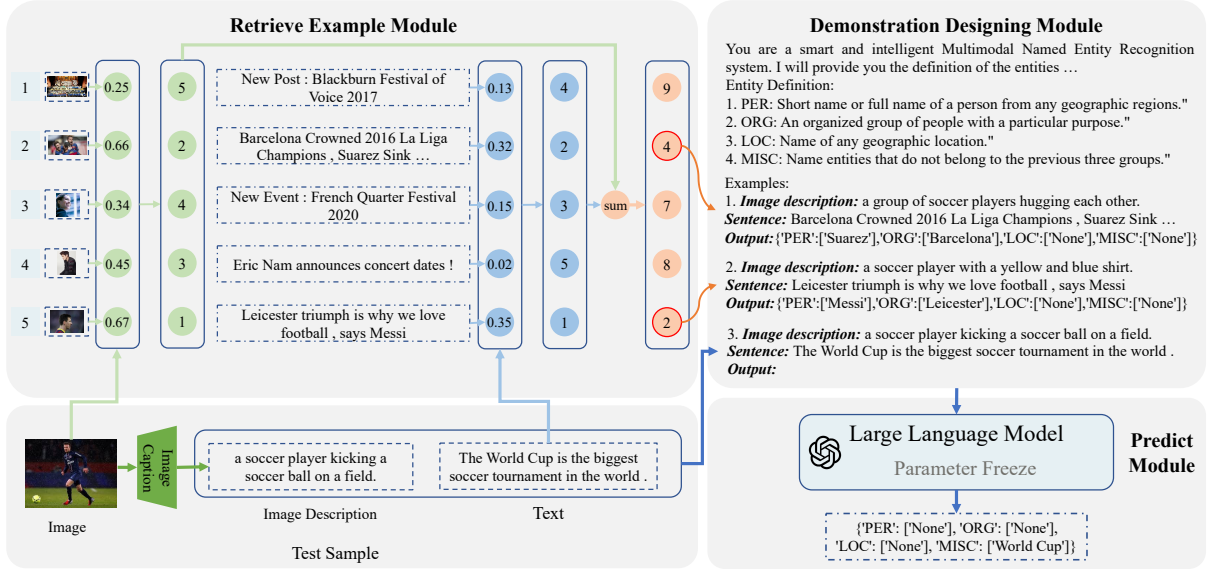 Retrieve Example Module
1
0.25
5
New Post : Blackburn Festival of
Voice 2017
0.13
4
9
2
0.66
2
Barcelona Crowned 2016 La Liga
Champions , Suarez Sink …
0.32
2
4
3
0.34
4
New Event : French Quarter Festival
2020
0.15
3
sum
7
4
0.45
3
Eric Nam announces concert dates !
0.02
5
8
5
0.67
1
Leicester triumph is why we love
football , says Messi
0.35
1
2
Image
Image
Caption
a soccer player kicking a
soccer ball on a field.
Image Description
The World Cup is the biggest
soccer tournament in the world .
Text
Test Sample
Demonstration Designing Module
You are a smart and intelligent Multimodal Named Entity Recognition
system. I will provide you the definition of the entities …
Entity Definition:
1. PER: Short name or full name of a person from any geographic regions."
2. ORG: An organized group of people with a particular purpose."
3. LOC: Name of any geographic location."
4. MISC: Name entities that do not belong to the previous three groups."
Examples:
1. Image description: a group of soccer players hugging each other.
Sentence: Barcelona Crowned 2016 La Liga Champions , Suarez Sink …
Output:{'PER':['Suarez'],'ORG':['Barcelona'],'LOC':['None'],'MISC':['None']}
2. Image description: a soccer player with a yellow and blue shirt.
Sentence: Leicester triumph is why we love football , says Messi
Output:{'PER':['Messi'],'ORG':['Leicester'],'LOC':['None'],'MISC':['None']}
3. Image description: a soccer player kicking a soccer ball on a field.
Sentence: The World Cup is the biggest soccer tournament in the world .
Output:
Large Language Model
Parameter Freeze
Predict
Module
{'PER': ['None'], 'ORG': ['None'],
'LOC': ['None'], 'MISC': ['World Cup']}